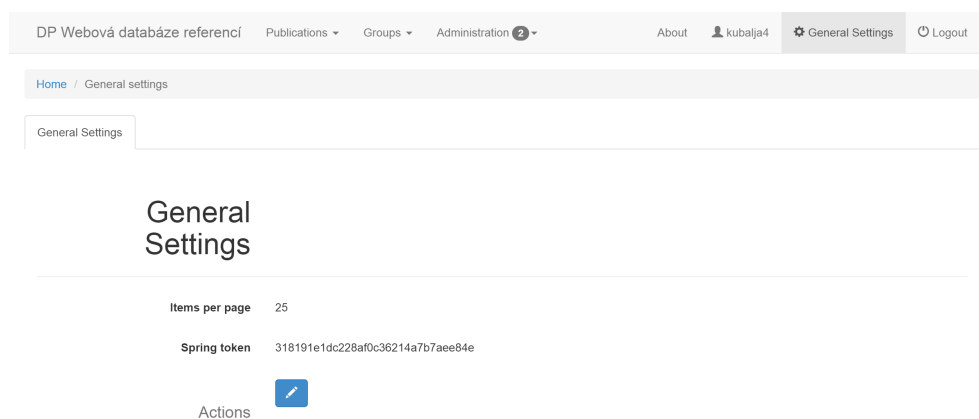 DP Webová databáze referencí Publications Groups Administration 2 About kubalja4 General Settings Logout
Home / General settings
General Settings
General
Settings
Items per page 25
Spring token 318191e1dc228af0c36214a7b7aee84e
Actions